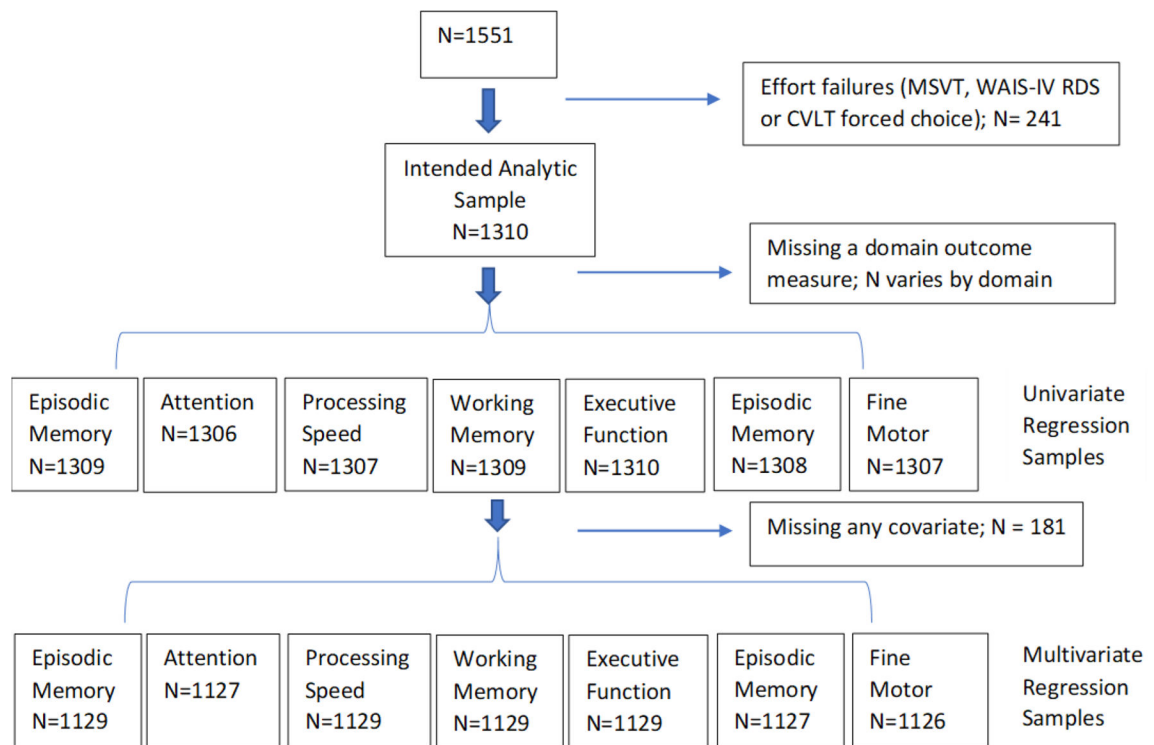 N=1551
Effort failures (MSVT, WAIS-IV RDS
or CVLT forced choice); N= 241
Intended Analytic
Sample
N=1310
Missing a domain outcome
measure; N varies by domain
Episodic
Memory
N=1309
Attention
N=1306
Processing
Speed
N=1307
Working
Memory
N=1309
Executive
Function
N=1310
Episodic
Memory
N=1308
Fine
Motor
N=1307
Univariate
Regression
Samples
Missing any covariate; N = 181
Episodic
Memory
N=1129
Attention
N=1127
Processing
Speed
N=1129
Working
Memory
N=1129
Executive
Function
N=1129
Episodic
Memory
N=1127
Fine
Motor
N=1126
Multivariate
Regression
Samples